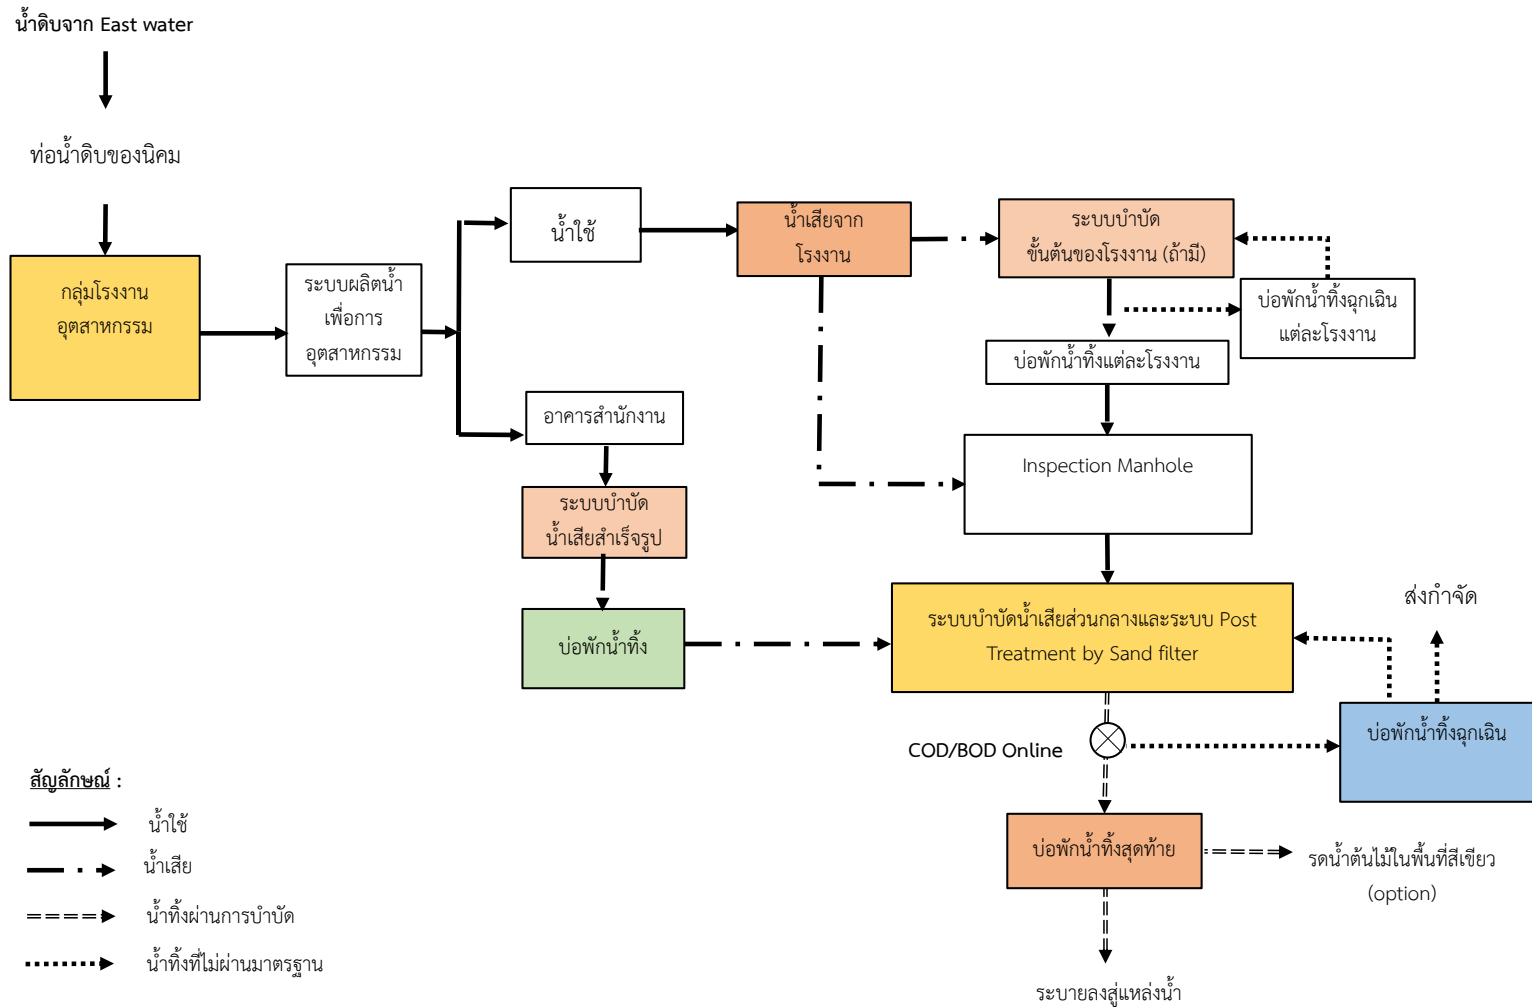 น้ำดิบจาก East water
ท่อน้ำดิบของนิคม
กลุ่มโรงงาน
อุตสาหกรรม
ระบบผลิตน้ำ
เพื่อการ
อุตสาหกรรม
น้ำใช้
น้ำเสียจาก
โรงงาน
ระบบบำบัด
ขั้นต้นของโรงงาน (ถ้ามี)
บ่อพักน้ำทิ้งฉุกเฉิน
แต่ละโรงงาน
บ่อพักน้ำทิ้งแต่ละโรงงาน
อาคารสำนักงาน
Inspection Manhole
ระบบบำบัด
น้ำเสียสำเร็จรูป
บ่อพักน้ำทิ้ง
ระบบบำบัดน้ำเสียส่วนกลางและระบบ Post
Treatment by Sand filter
ส่งกำจัด
บ่อพักน้ำทิ้งฉุกเฉิน
COD/BOD Online
บ่อพักน้ำทิ้งสุดท้าย
รดน้ำต้นไม้ในพื้นที่สีเขียว
(option)
ระบายลงสู่แหล่งน้ำ
สัญลักษณ์ :
น้ำใช้
น้ำเสีย
น้ำทิ้งผ่านการบำบัด
น้ำทิ้งที่ไม่ผ่านมาตรฐาน